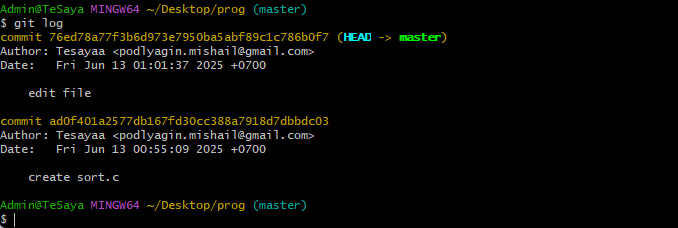 Admin@TeSaya MINGW64 ~/Desktop/prog (master)
$ git log
commit 76ed78a77f3b6d973e7950ba5abf89c1c786b0f7 (HEAD -> master)
Author: Tesayaa <podlyagin.mishail@gmail.com>
Date:   Fri Jun 13 01:01:37 2025 +0700
    edit file
commit ad0f401a2577db167fd30cc388a7918d7dbbdc03
Author: Tesayaa <podlyagin.mishail@gmail.com>
Date:   Fri Jun 13 00:55:09 2025 +0700
    create sort.c
Admin@TeSaya MINGW64 ~/Desktop/prog (master)
$